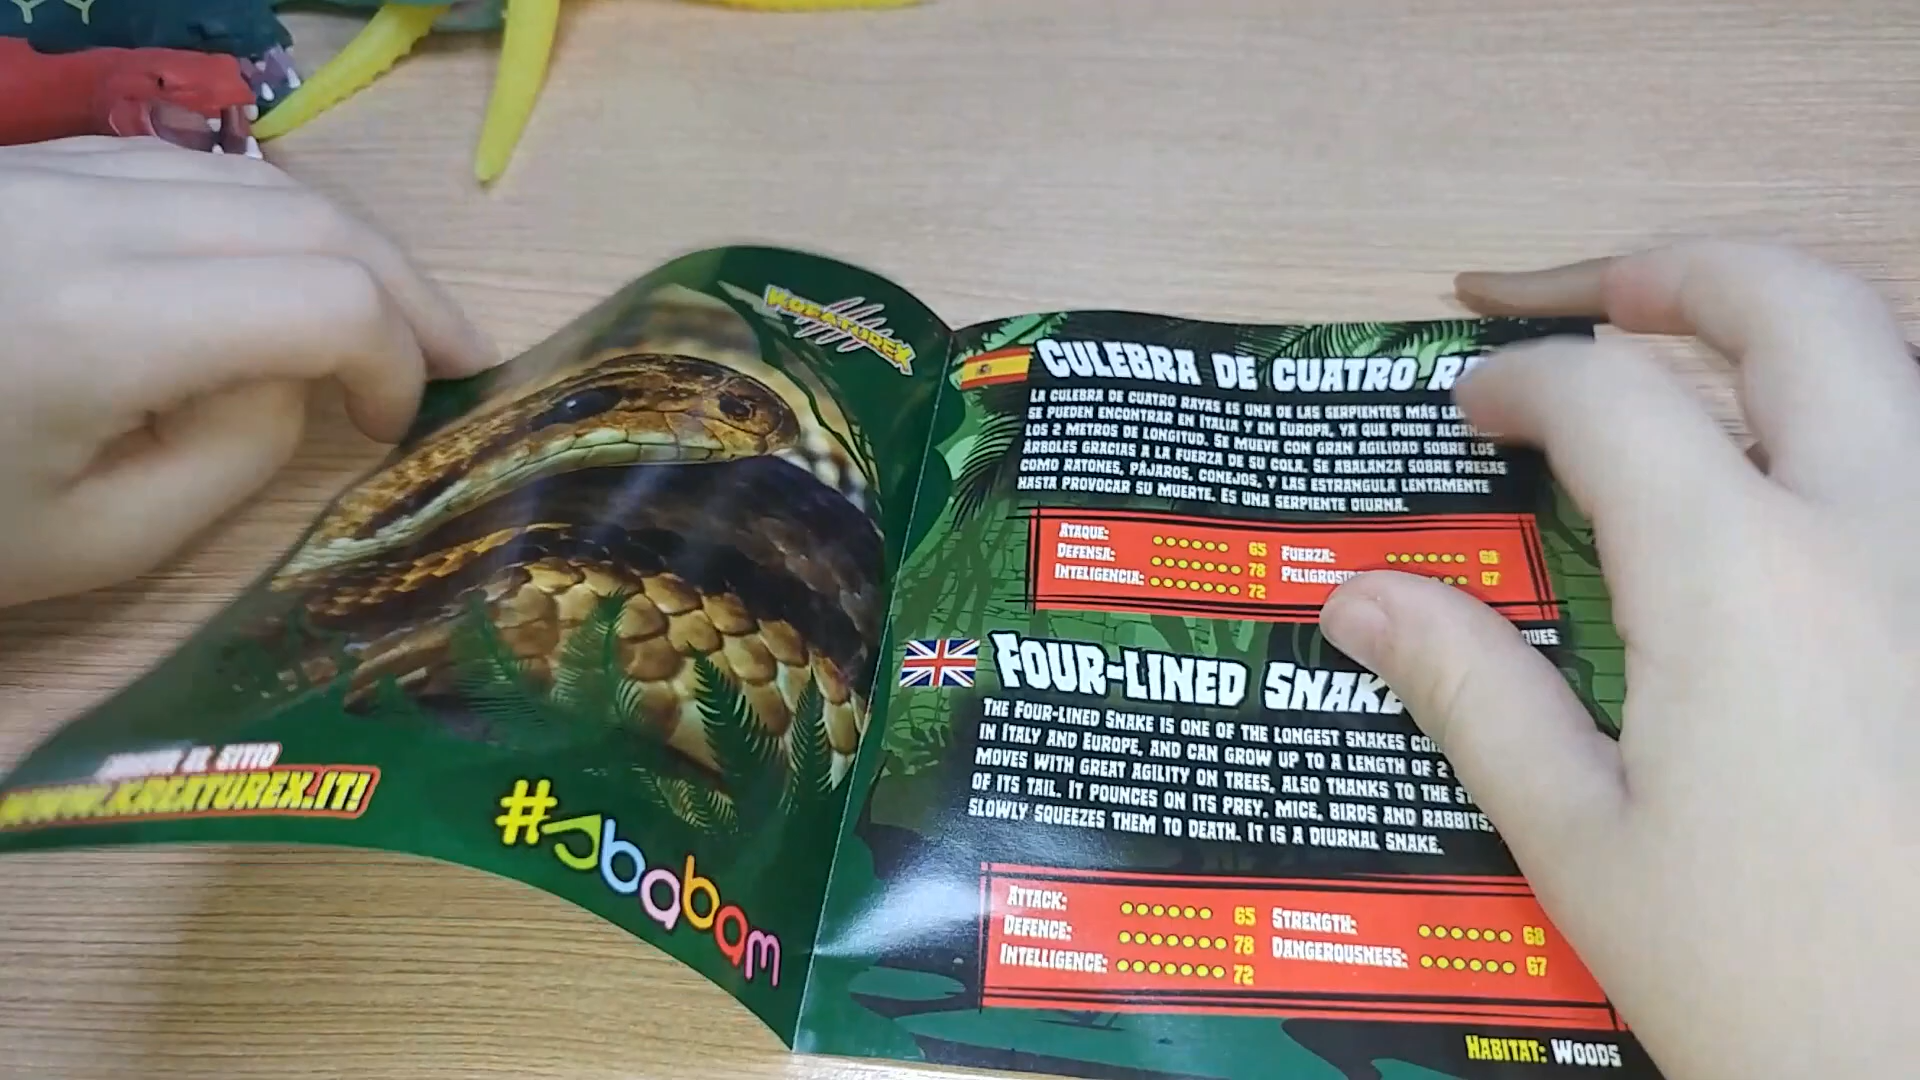 KREATUREX
EL SITIO
WWW.KREATUREX.IT!
#sbabam
CULEBRA DE CUATRO
LA CULEBRA DE CUATRO RAYAS ES UNA DE LAS SERPIENTES MÁS
SE PUEDEN ENCONTRAR EN ITALIA Y EN EUROPA, YA QUE PUEDE
LOS 2 METROS DE LONGITUD. SE MUEVE CON GRAN AGILIDAD SOBRE LOS
ÁRBOLES GRACIAS A LA FUERZA DE SU COLA. SE ABALANZA SOBRE PRESAS
COMO RATONES, PÁJAROS, CONEJOS, Y LAS ESTRANGULA LENTAMENTE
HASTA PROVOCAR SU MUERTE. ES UNA SERPIENTE DIURNA.
ATAQUE: 65 FUERZA: 68
DEFENSA: 78 67
INTELIGENCIA: 72
FOUR-LINED SNAKE
THE FOUR-LINED SNAKE IS ONE OF THE LONGEST SNAKES
IN ITALY AND EUROPE, AND CAN GROW UP TO A LENGTH OF 2
MOVES WITH GREAT AGILITY ON TREES, ALSO THANKS TO THE
OF ITS TAIL. IT POUNCES ON ITS PREY, MICE, BIRDS AND RABBITS,
SLOWLY SQUEEZES THEM TO DEATH. IT IS A DIURNAL SNAKE.
ATTACK: 65 STRENGTH: 68
DEFENCE: 78 DANGEROUSNESS: 67
INTELLIGENCE: 72
HABITAT: WOODS